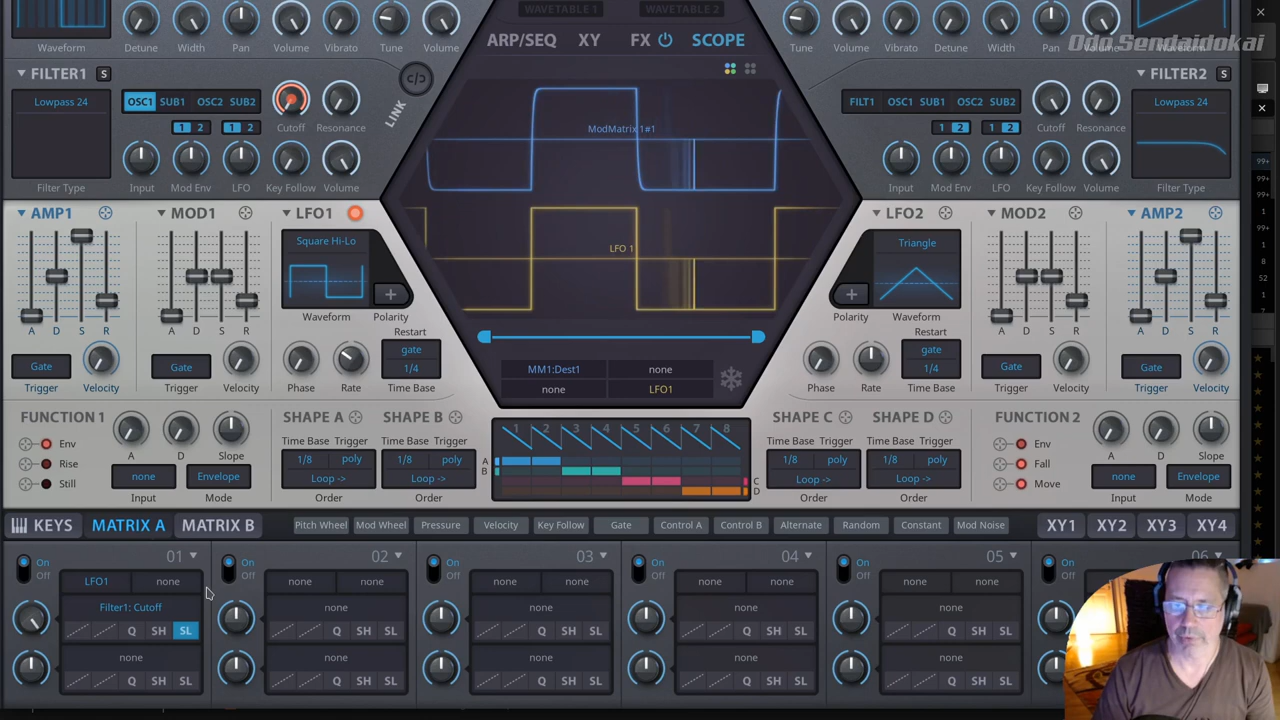 WAVETABLE 1 WAVETABLE 2
Waveform Detune Width Pan Volume Vibrato Tune Volume
ARP/SEQ XY FX SCOPE
Tune Volume Vibrato Detune Width Pan Volume Waveform
Odo Sendaidokai
FILTER1 S
Lowpass 24
OSC1 SUB1 OSC2 SUB2
Cutoff Resonance
1 2 1 2
Filter Type Input Mod Env LFO Key Follow Volume
LINK
ModMatrix 1#1
LFO 1
FILTER2 S
FILT1 OSC1 SUB1 OSC2 SUB2
Lowpass 24
1 2 1 2
Cutoff Resonance
Input Mod Env LFO Key Follow Volume Filter Type
99+
99+
99+
1
99+
1
8
52
1
AMP1 MOD1 LFO1
Square Hi-Lo
Waveform Polarity
A D S R A D S R
Restart
gate
1/4
Gate Gate
Trigger Velocity Trigger Velocity Phase Rate Time Base
MM1:Dest1 none
none LFO1
LFO2 MOD2 AMP2
Triangle
Polarity Waveform
A D S R A D S R
Restart
gate
1/4
Gate Gate
Phase Rate Time Base Trigger Velocity Trigger Velocity
FUNCTION 1
Env
Rise
Still
A D Slope
none Envelope
Input Mode
SHAPE A SHAPE B
Time Base Trigger Time Base Trigger
1/8 poly 1/8 poly
Loop -> Loop ->
Order Order
1 2 3 4 5 6 7 8
A
B
C
D
SHAPE C SHAPE D
Time Base Trigger Time Base Trigger
1/8 poly 1/8 poly
Loop -> Loop ->
Order Order
FUNCTION 2
Env
Fall
Move
A D Slope
none Envelope
Input Mode
KEYS MATRIX A MATRIX B Pitch Wheel Mod Wheel Pressure Velocity Key Follow Gate Control A Control B Alternate Random Constant Mod Noise XY1 XY2 XY3 XY4
On 01 On 02 On 03 On 04 On 05 On 06
Off Off Off Off Off Off
LFO1 none none none none none none none none none
Filter1: Cutoff none none none none
Q SH SL Q SH SL Q SH SL Q SH SL Q SH SL
none none none none none
Q SH SL Q SH SL Q SH SL Q SH SL Q SH SL